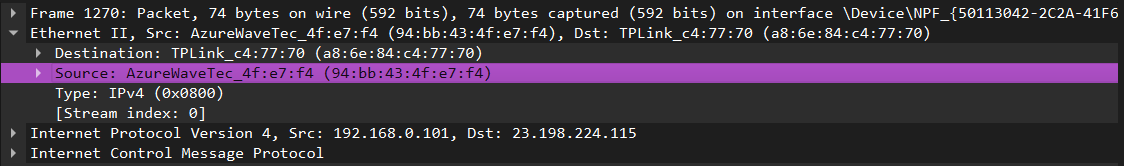 Frame 1270: Packet, 74 bytes on wire (592 bits), 74 bytes captured (592 bits) on interface \Device\NPF_{50113042-2C2A-41F6
Ethernet II, Src: AzureWaveTec_4f:e7:f4 (94:bb:43:4f:e7:f4), Dst: TPLink_c4:77:70 (a8:6e:84:c4:77:70)
Destination: TPLink_c4:77:70 (a8:6e:84:c4:77:70)
Source: AzureWaveTec_4f:e7:f4 (94:bb:43:4f:e7:f4)
Type: IPv4 (0x0800)
[Stream index: 0]
Internet Protocol Version 4, Src: 192.168.0.101, Dst: 23.198.224.115
Internet Control Message Protocol